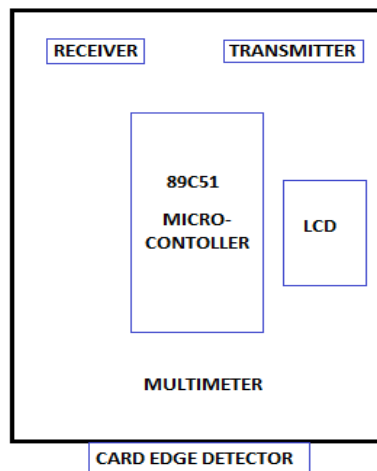 RECEIVER
TRANSMITTER
89C51
MICRO-
CONTOLLER
LCD
MULTIMETER
CARD EDGE DETECTOR